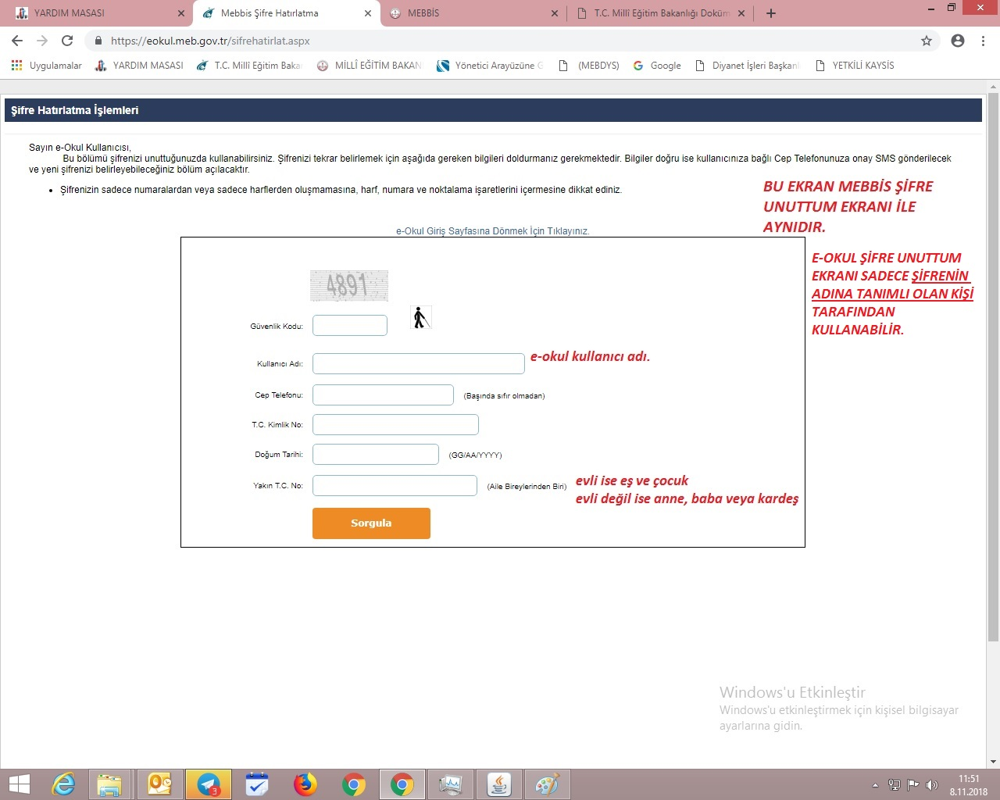 YARDIM MASASI
Mebbis Şifre Hatırlatma
MEBBİS
T.C. Millî Eğitim Bakanlığı Doküm
https://eokul.meb.gov.tr/sifrehatirlat.aspx
Uygulamalar
YARDIM MASASI
T.C. Millî Eğitim Baka
MİLLÎ EĞİTİM BAKAN
Yönetici Arayüzüne G
(MEBDYS)
Google
Diyanet İşleri Başkanlı
YETKİLİ KAYSİS
Şifre Hatırlatma İşlemleri
Sayın e-Okul Kullanıcısı,
Bu bölümü şifrenizi unuttuğunuzda kullanabilirsiniz. Şifrenizi tekrar belirlemek için aşağıda gereken bilgileri doldurmanız gerekmektedir. Bilgiler doğru ise kullanıcınıza bağlı Cep Telefonunuza onay SMS gönderilecek
ve yeni şifrenizi belirleyebileceğiniz bölüm açılacaktır.
• Şifrenizin sadece numaralardan veya sadece harflerden oluşmamasına, harf, numara ve noktalama işaretlerini içermesine dikkat ediniz.
BU EKRAN MEBBİS ŞİFRE
UNUTTUM EKRANI İLE
AYNIDIR.
e-Okul Giriş Sayfasına Dönmek İçin Tıklayınız.
E-OKUL ŞİFRE UNUTTUM
EKRANI SADECE ŞİFRENİN
ADINA TANIMLI OLAN KİŞİ
TARAFINDAN
KULLANABİLİR.
4891
Güvenlik Kodu:
Kullanıcı Adı:
e-okul kullanıcı adı.
Cep Telefonu:
(Başında sıfır olmadan)
T.C. Kimlik No:
Doğum Tarihi:
(GG/AA/YYYY)
Yakın T.C. No:
(Aile Bireylerinden Biri)
evli ise eş ve çocuk
evli değil ise anne, baba veya kardeş
Sorgula
Windows'u Etkinleştir
Windows'u etkinleştirmek için kişisel bilgisayar
ayarlarına gidin.
3
11:51
8.11.2018